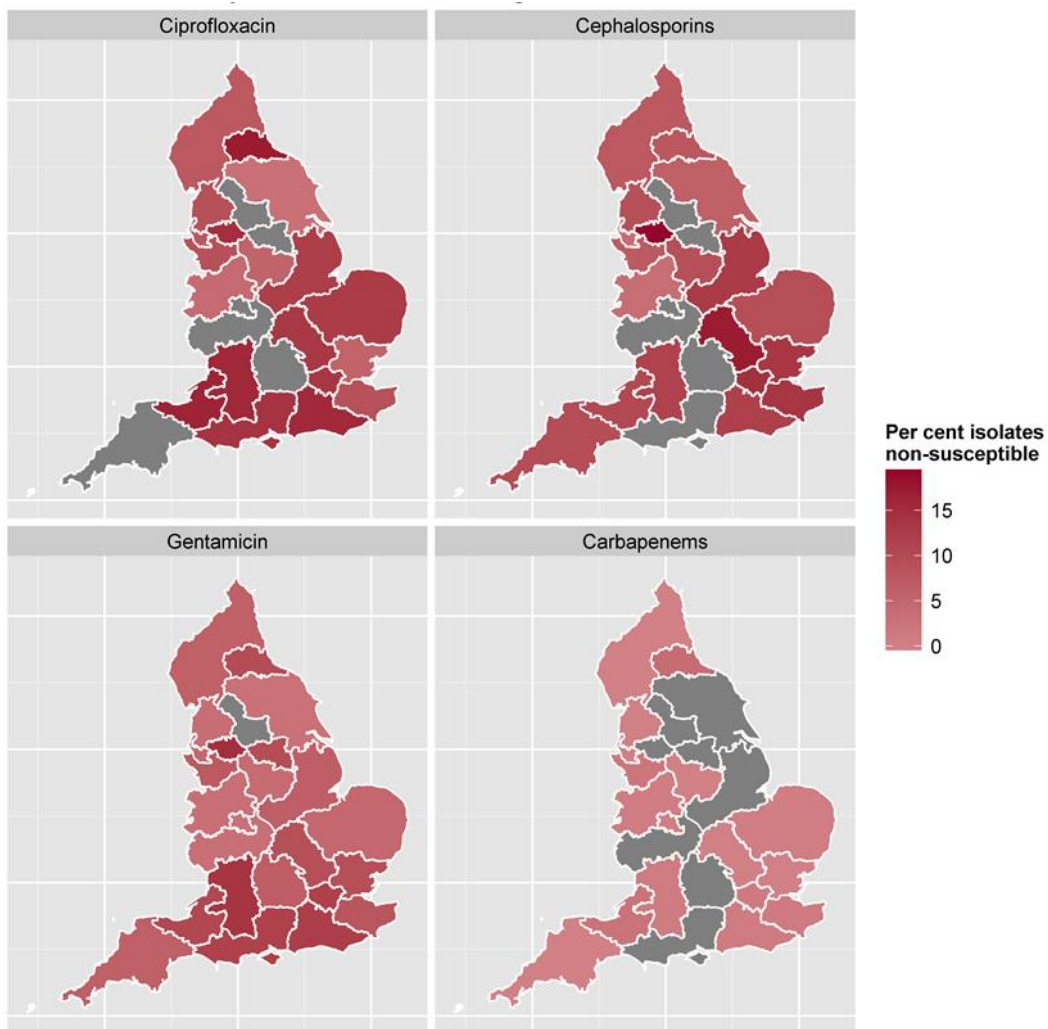 Ciprofloxacin
Cephalosporins
Per cent isolates
non-susceptible
15
10
5
0
Gentamicin
Carbapenems